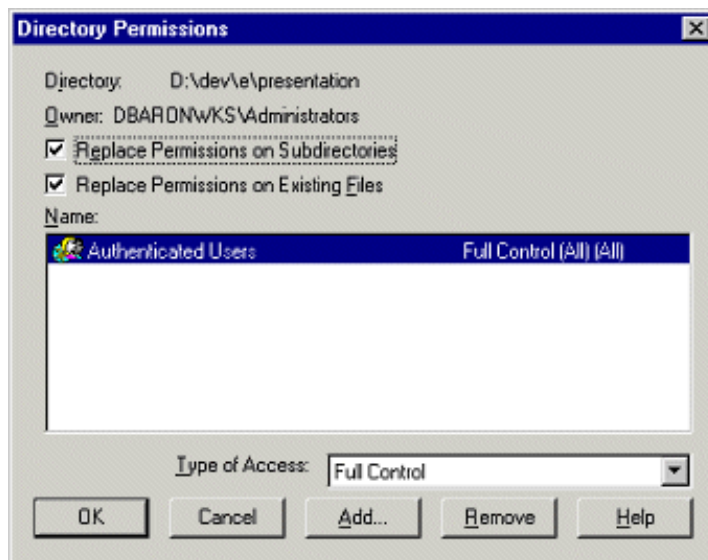 Directory Permissions
Directory: D:\dev\e\presentation
Owner: DBARONWKS\Administrators
Replace Permissions on Subdirectories
Replace Permissions on Existing Files
Name:
Authenticated Users Full Control (All) (All)
Type of Access: Full Control
OK Cancel Add... Remove Help